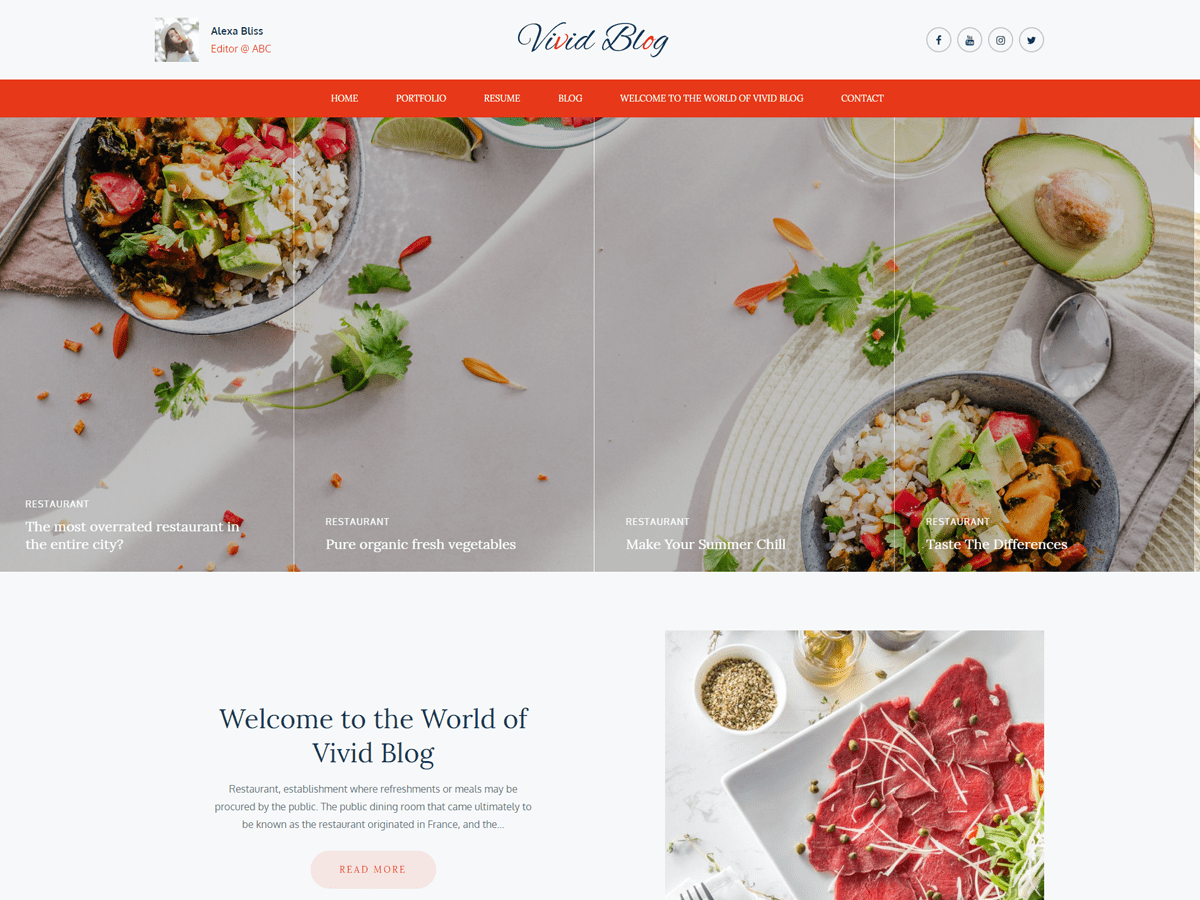 Alexa Bliss
Editor @ ABC
Vivid Blog
HOME
PORTFOLIO
RESUME
BLOG
WELCOME TO THE WORLD OF VIVID BLOG
CONTACT
RESTAURANT
The most overrated restaurant in
the entire city?
RESTAURANT
Pure organic fresh vegetables
RESTAURANT
Make Your Summer Chill
RESTAURANT
Taste The Differences
Welcome to the World of
Vivid Blog
Restaurant, establishment where refreshments or meals may be
procured by the public. The public dining room that came ultimately to
be known as the restaurant originated in France, and the...
READ MORE